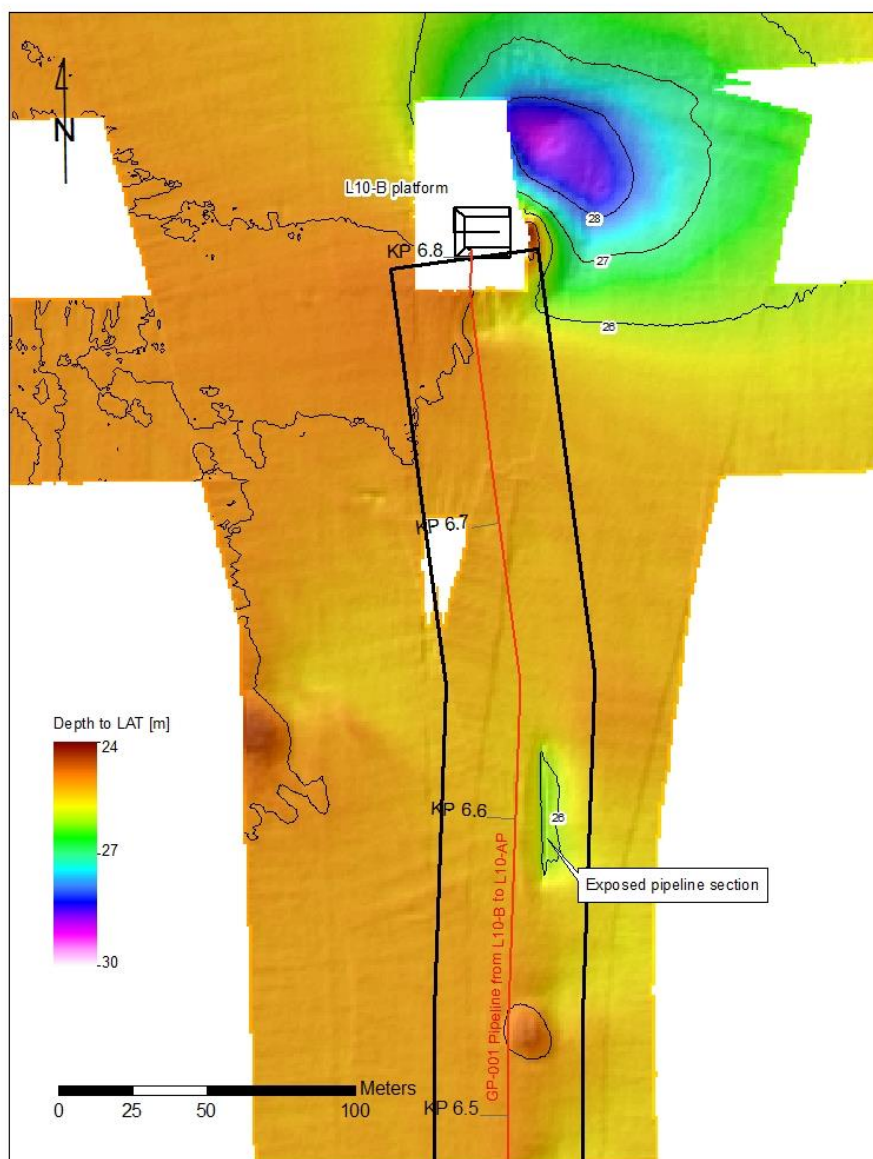 N
L10-B platform
KP 6.8
28
27
26
KP 6.7
Depth to LAT [m]
24
27
30
KP 6.6
26
Exposed pipeline section
GP-001 Pipeline from L10-B to L10-AP
Meters
0 25 50 100
KP 6.5